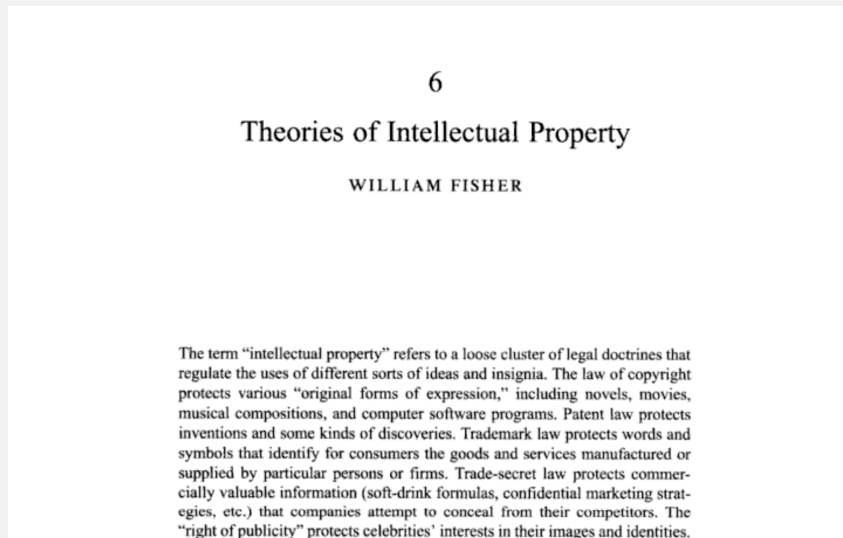 6
Theories of Intellectual Property
WILLIAM FISHER
The term “intellectual property” refers to a loose cluster of legal doctrines that
regulate the uses of different sorts of ideas and insignia. The law of copyright
protects various “original forms of expression,” including novels, movies,
musical compositions, and computer software programs. Patent law protects
inventions and some kinds of discoveries. Trademark law protects words and
symbols that identify for consumers the goods and services manufactured or
supplied by particular persons or firms. Trade-secret law protects commer-
cially valuable information (soft-drink formulas, confidential marketing strat-
egies, etc.) that companies attempt to conceal from their competitors. The
“right of publicity” protects celebrities’ interests in their images and identities.